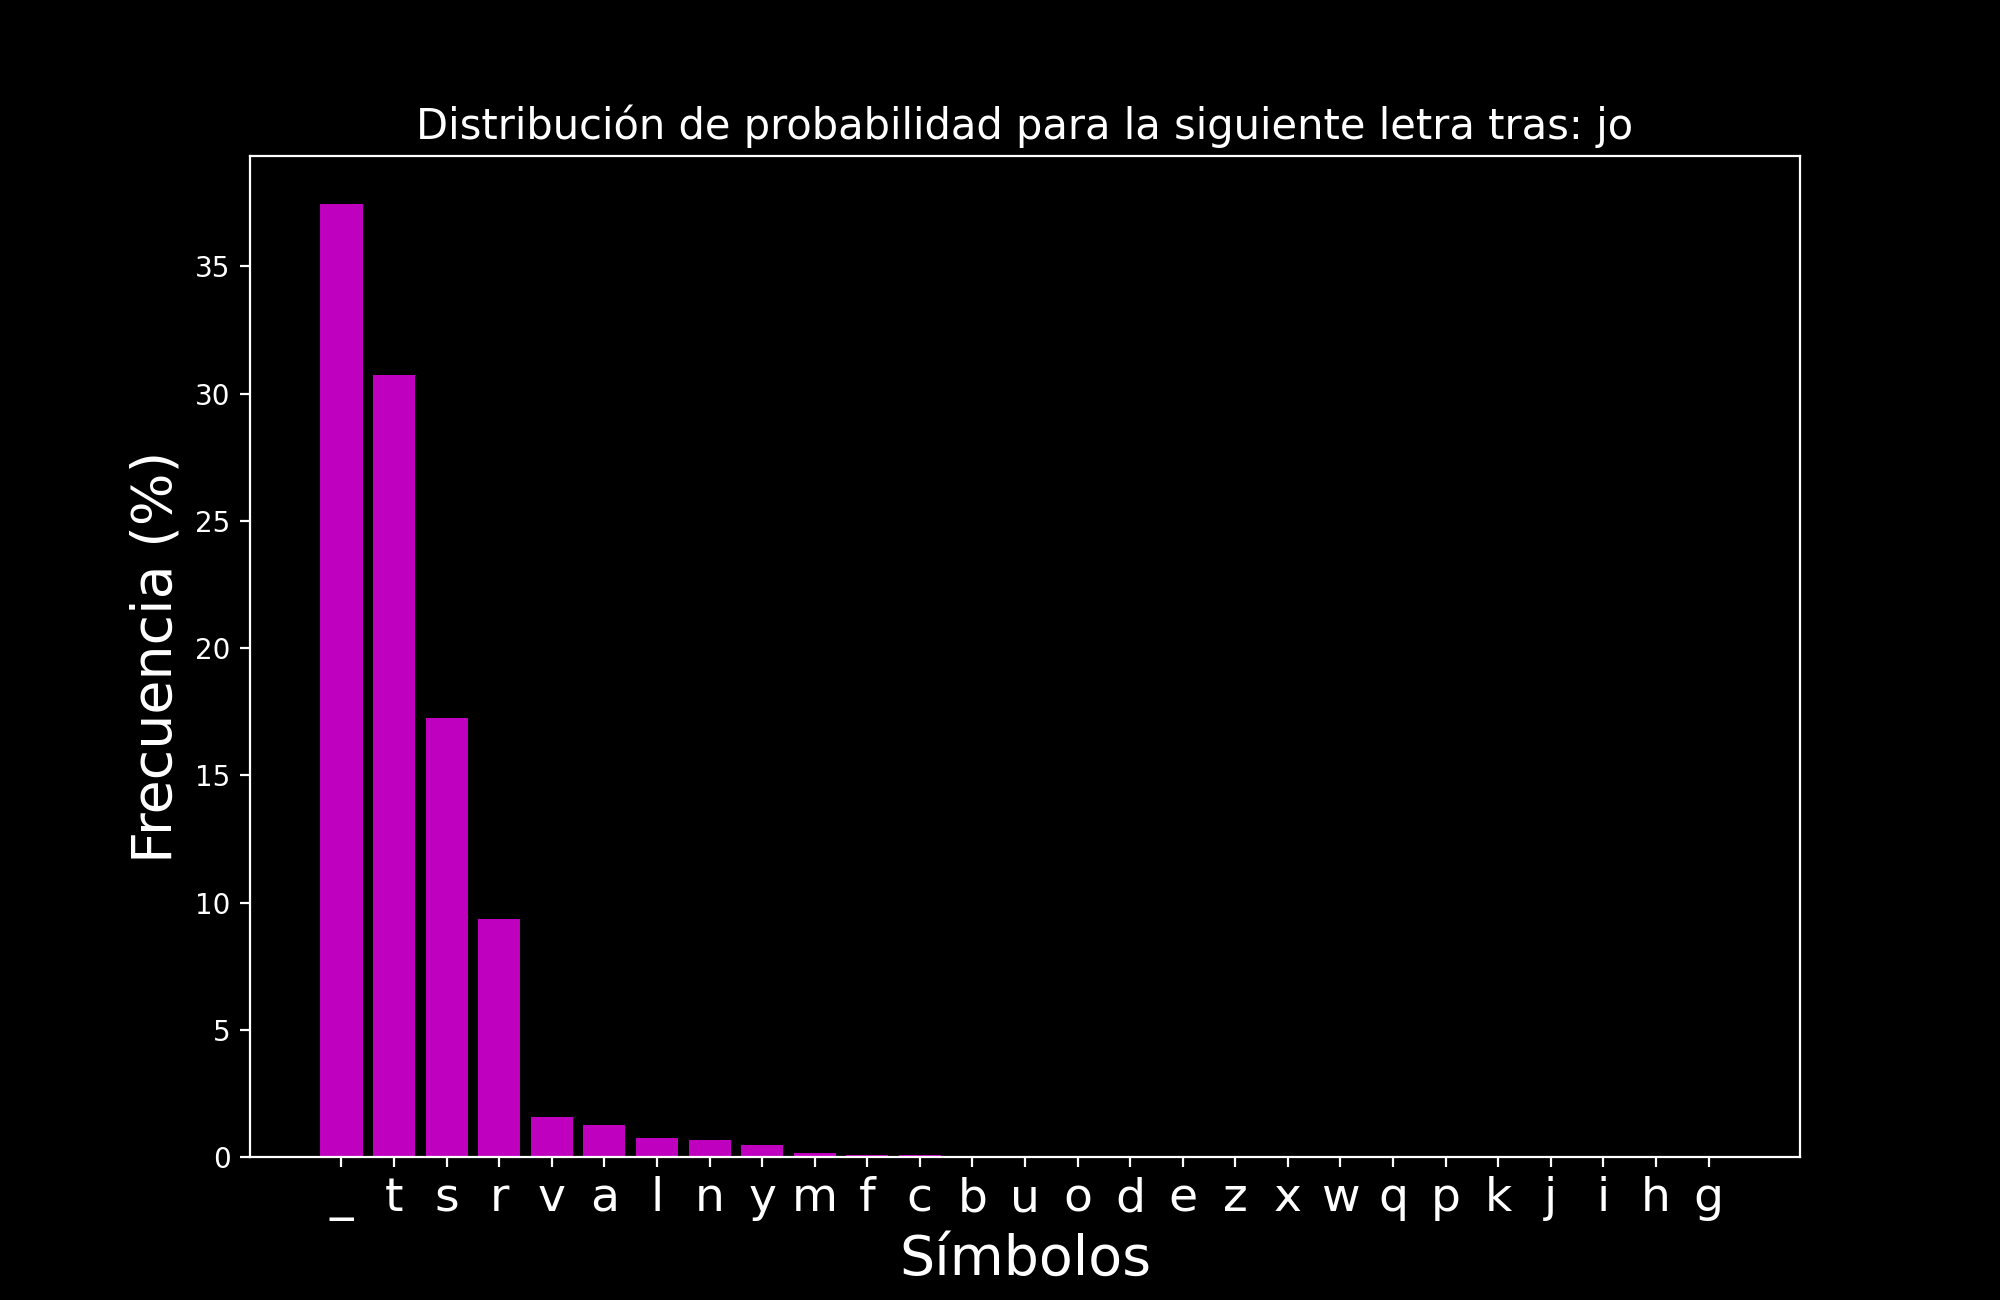 Distribución de probabilidad para la siguiente letra tras: jo
Frecuencia (%)
35
30
25
20
15
10
5
0
_ t s r v a l n y m f c b u o d e z x w q p k j i h g
Símbolos